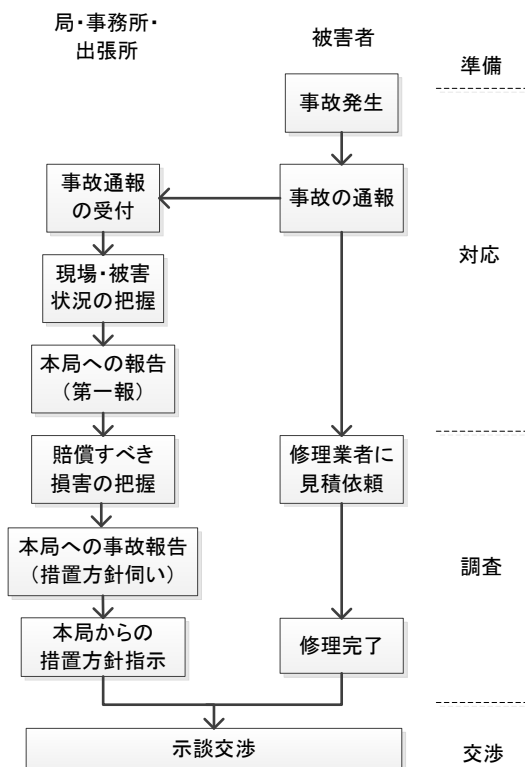 局・事務所・
出張所
被害者
準備
事故発生
事故通報
の受付
事故の通報
対応
現場・被害
状況の把握
本局への報告
（第一報）
賠償すべき
損害の把握
修理業者に
見積依頼
本局への事故報告
（措置方針伺い）
調査
本局からの
措置方針指示
修理完了
示談交渉
交渉